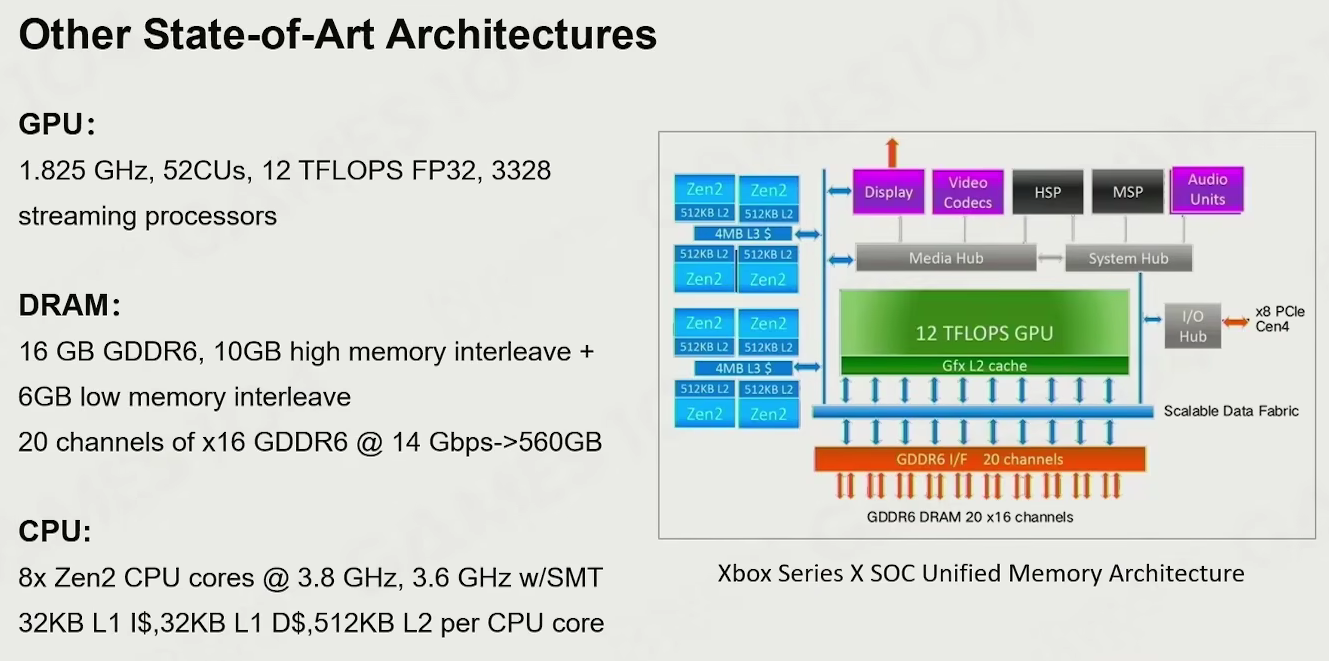 Other State-of-Art Architectures
GPU:
1.825 GHz, 52CUs, 12 TFLOPS FP32, 3328
streaming processors
DRAM:
16 GB GDDR6, 10GB high memory interleave +
6GB low memory interleave
20 channels of x16 GDDR6 @ 14 Gbps->560GB
CPU:
8x Zen2 CPU cores @ 3.8 GHz, 3.6 GHz w/SMT
32KB L1 I$,32KB L1 D$,512KB L2 per CPU core
Zen2 Zen2
512KB L2 512KB L2
4MB L3 $
512KB L2 512KB L2
Zen2 Zen2
Zen2 Zen2
512KB L2 512KB L2
4MB L3 $
512KB L2 512KB L2
Zen2 Zen2
Display
Video
Codecs
HSP
MSP
Audio
Units
Media Hub
System Hub
12 TFLOPS GPU
Gfx L2 cache
I/O
Hub
x8 PCIe
Cen4
Scalable Data Fabric
GDDR6 I/F 20 channels
GDDR6 DRAM 20 x16 channels
Xbox Series X SOC Unified Memory Architecture